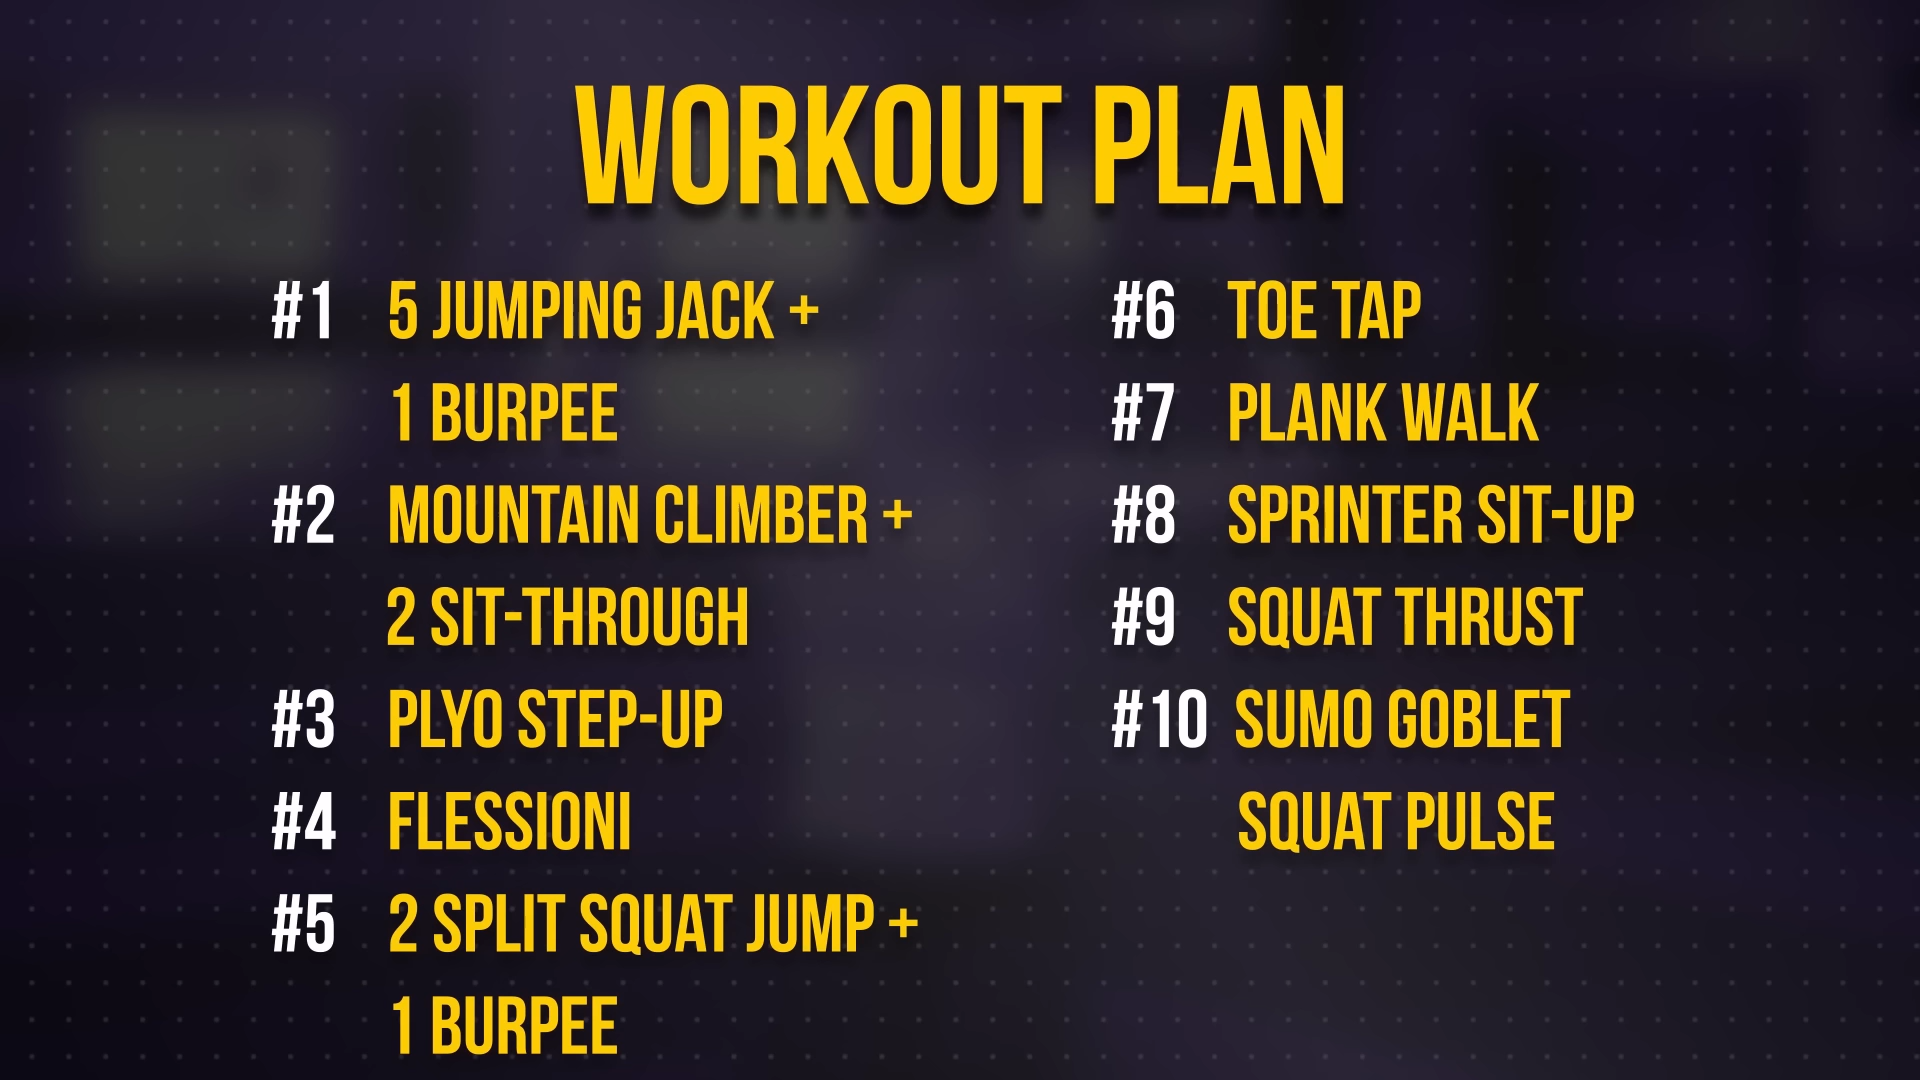 WORKOUT PLAN
#1 5 JUMPING JACK +
1 BURPEE
#2 MOUNTAIN CLIMBER +
2 SIT-THROUGH
#3 PLYO STEP-UP
#4 FLESSIONI
#5 2 SPLIT SQUAT JUMP +
1 BURPEE
#6 TOE TAP
#7 PLANK WALK
#8 SPRINTER SIT-UP
#9 SQUAT THRUST
#10 SUMO GOBLET
SQUAT PULSE